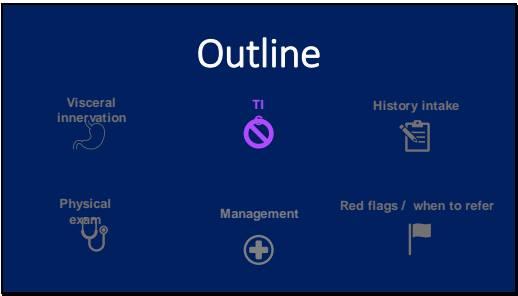 Outline
Visceral
innervation
TI
History intake
Physical
exam
Management
Red flags / when to refer